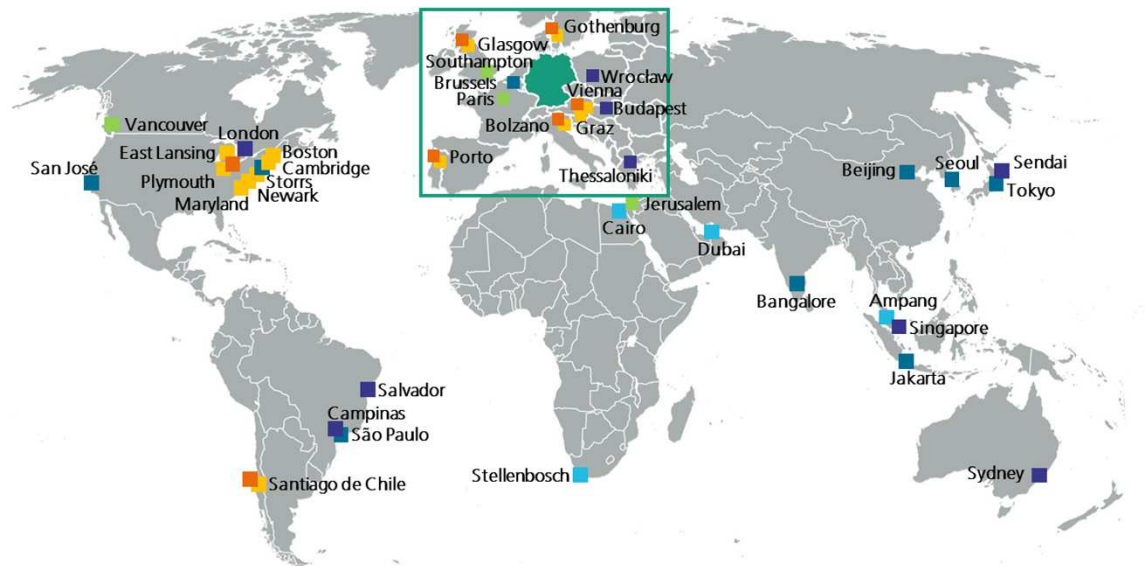 Gothenburg
Glasgow
Southampton
Brussels
Paris
Wrocław
Vienna
Budapest
Bolzano
Graz
Porto
Thessaloniki
Vancouver
London
East Lansing
Boston
Cambridge
San José
Plymouth
Storrs
Newark
Maryland
Jerusalem
Cairo
Dubai
Beijing
Seoul
Sendai
Tokyo
Bangalore
Ampang
Singapore
Jakarta
Salvador
Campinas
São Paulo
Santiago de Chile
Stellenbosch
Sydney